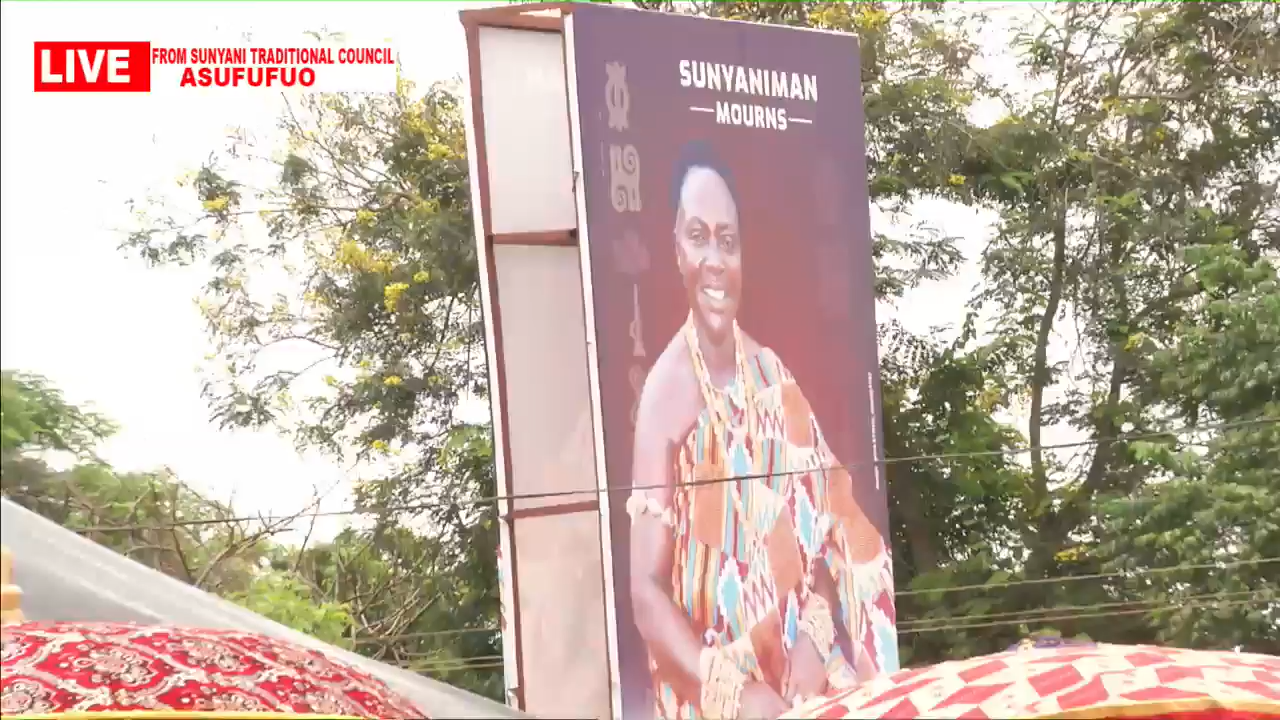 LIVE
FROM SUNYANI TRADITIONAL COUNCIL
ASUFUFUO
SUNYANIMAN
MOURNS